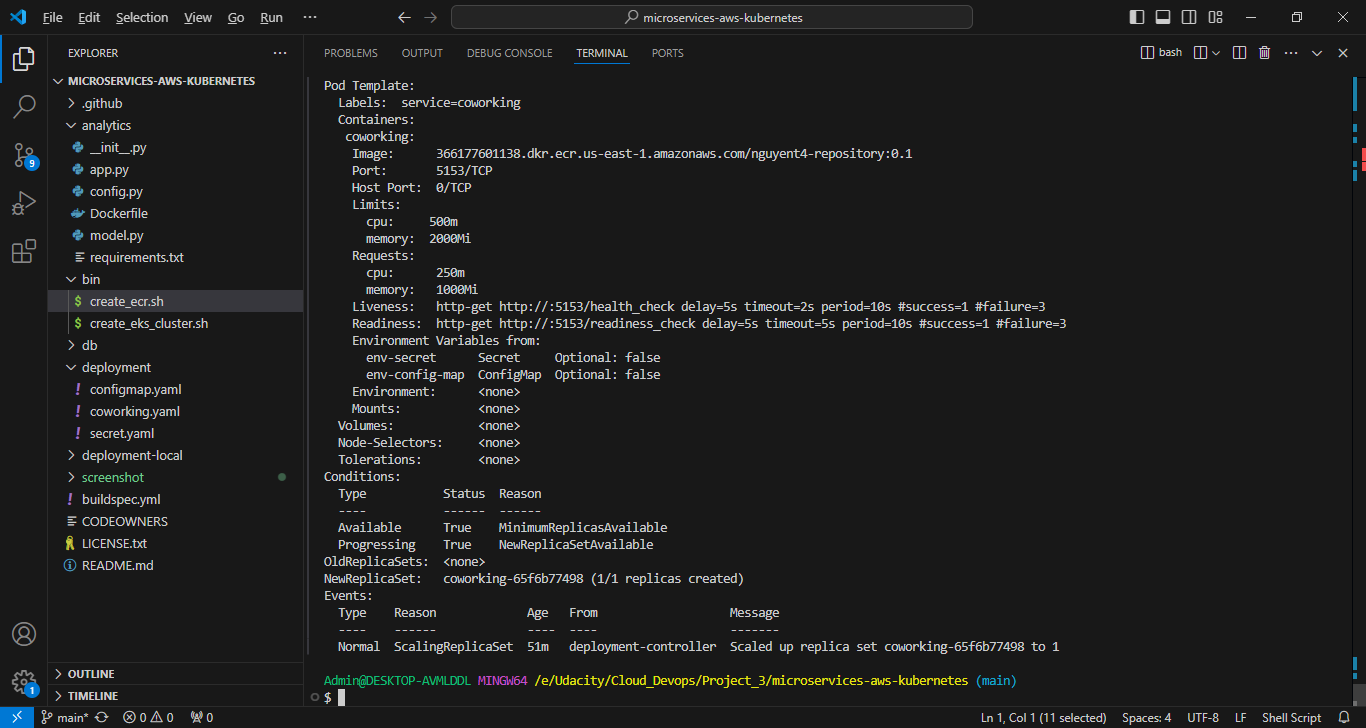 File Edit Selection View Go Run ··· microservices-aws-kubernetes
EXPLORER ···
MICROSERVICES-AWS-KUBERNETES
.github
analytics
__init__.py
app.py
config.py
Dockerfile
model.py
requirements.txt
bin
$ create_ecr.sh
$ create_eks_cluster.sh
db
deployment
! configmap.yaml
! coworking.yaml
! secret.yaml
deployment-local
screenshot
! buildspec.yml
CODEOWNERS
LICENSE.txt
README.md
OUTLINE
TIMELINE
9
1
PROBLEMS OUTPUT DEBUG CONSOLE TERMINAL PORTS bash ···
Pod Template:
  Labels:  service=coworking
  Containers:
   coworking:
    Image:      366177601138.dkr.ecr.us-east-1.amazonaws.com/nguyent4-repository:0.1
    Port:       5153/TCP
    Host Port:  0/TCP
    Limits:
      cpu:     500m
      memory:  2000Mi
    Requests:
      cpu:      250m
      memory:   1000Mi
    Liveness:   http-get http://:5153/health_check delay=5s timeout=2s period=10s #success=1 #failure=3
    Readiness:  http-get http://:5153/readiness_check delay=5s timeout=5s period=10s #success=1 #failure=3
    Environment Variables from:
      env-secret      Secret     Optional: false
      env-config-map  ConfigMap  Optional: false
    Environment:      <none>
    Mounts:           <none>
  Volumes:            <none>
  Node-Selectors:     <none>
  Tolerations:        <none>
Conditions:
  Type           Status  Reason
  ----           ------  ------
  Available      True    MinimumReplicasAvailable
  Progressing    True    NewReplicaSetAvailable
OldReplicaSets:  <none>
NewReplicaSet:   coworking-65f6b77498 (1/1 replicas created)
Events:
  Type    Reason             Age   From                   Message
  ----    ------             ----  ----                   -------
  Normal  ScalingReplicaSet  51m   deployment-controller  Scaled up replica set coworking-65f6b77498 to 1
Admin@DESKTOP-AVMLDDL MINGW64 /e/Udacity/Cloud_Devops/Project_3/microservices-aws-kubernetes (main)
$
main* 0 0 0 Ln 1, Col 1 (11 selected) Spaces: 4 UTF-8 LF Shell Script